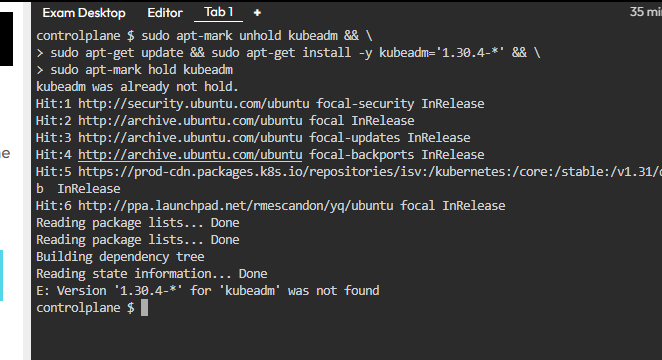 Exam Desktop Editor Tab 1 + 35
controlplane $ sudo apt-mark unhold kubeadm && \
> sudo apt-get update && sudo apt-get install -y kubeadm='1.30.4-*' && \
> sudo apt-mark hold kubeadm
kubeadm was already not hold.
Hit:1 http://security.ubuntu.com/ubuntu focal-security InRelease
Hit:2 http://archive.ubuntu.com/ubuntu focal InRelease
Hit:3 http://archive.ubuntu.com/ubuntu focal-updates InRelease
Hit:4 http://archive.ubuntu.com/ubuntu focal-backports InRelease
Hit:5 https://prod-cdn.packages.k8s.io/repositories/isv:/kubernetes:/core:/stable:/v1.31/
b InRelease
Hit:6 http://ppa.launchpad.net/rmescandon/yq/ubuntu focal InRelease
Reading package lists... Done
Reading package lists... Done
Building dependency tree
Reading state information... Done
E: Version '1.30.4-*' for 'kubeadm' was not found
controlplane $